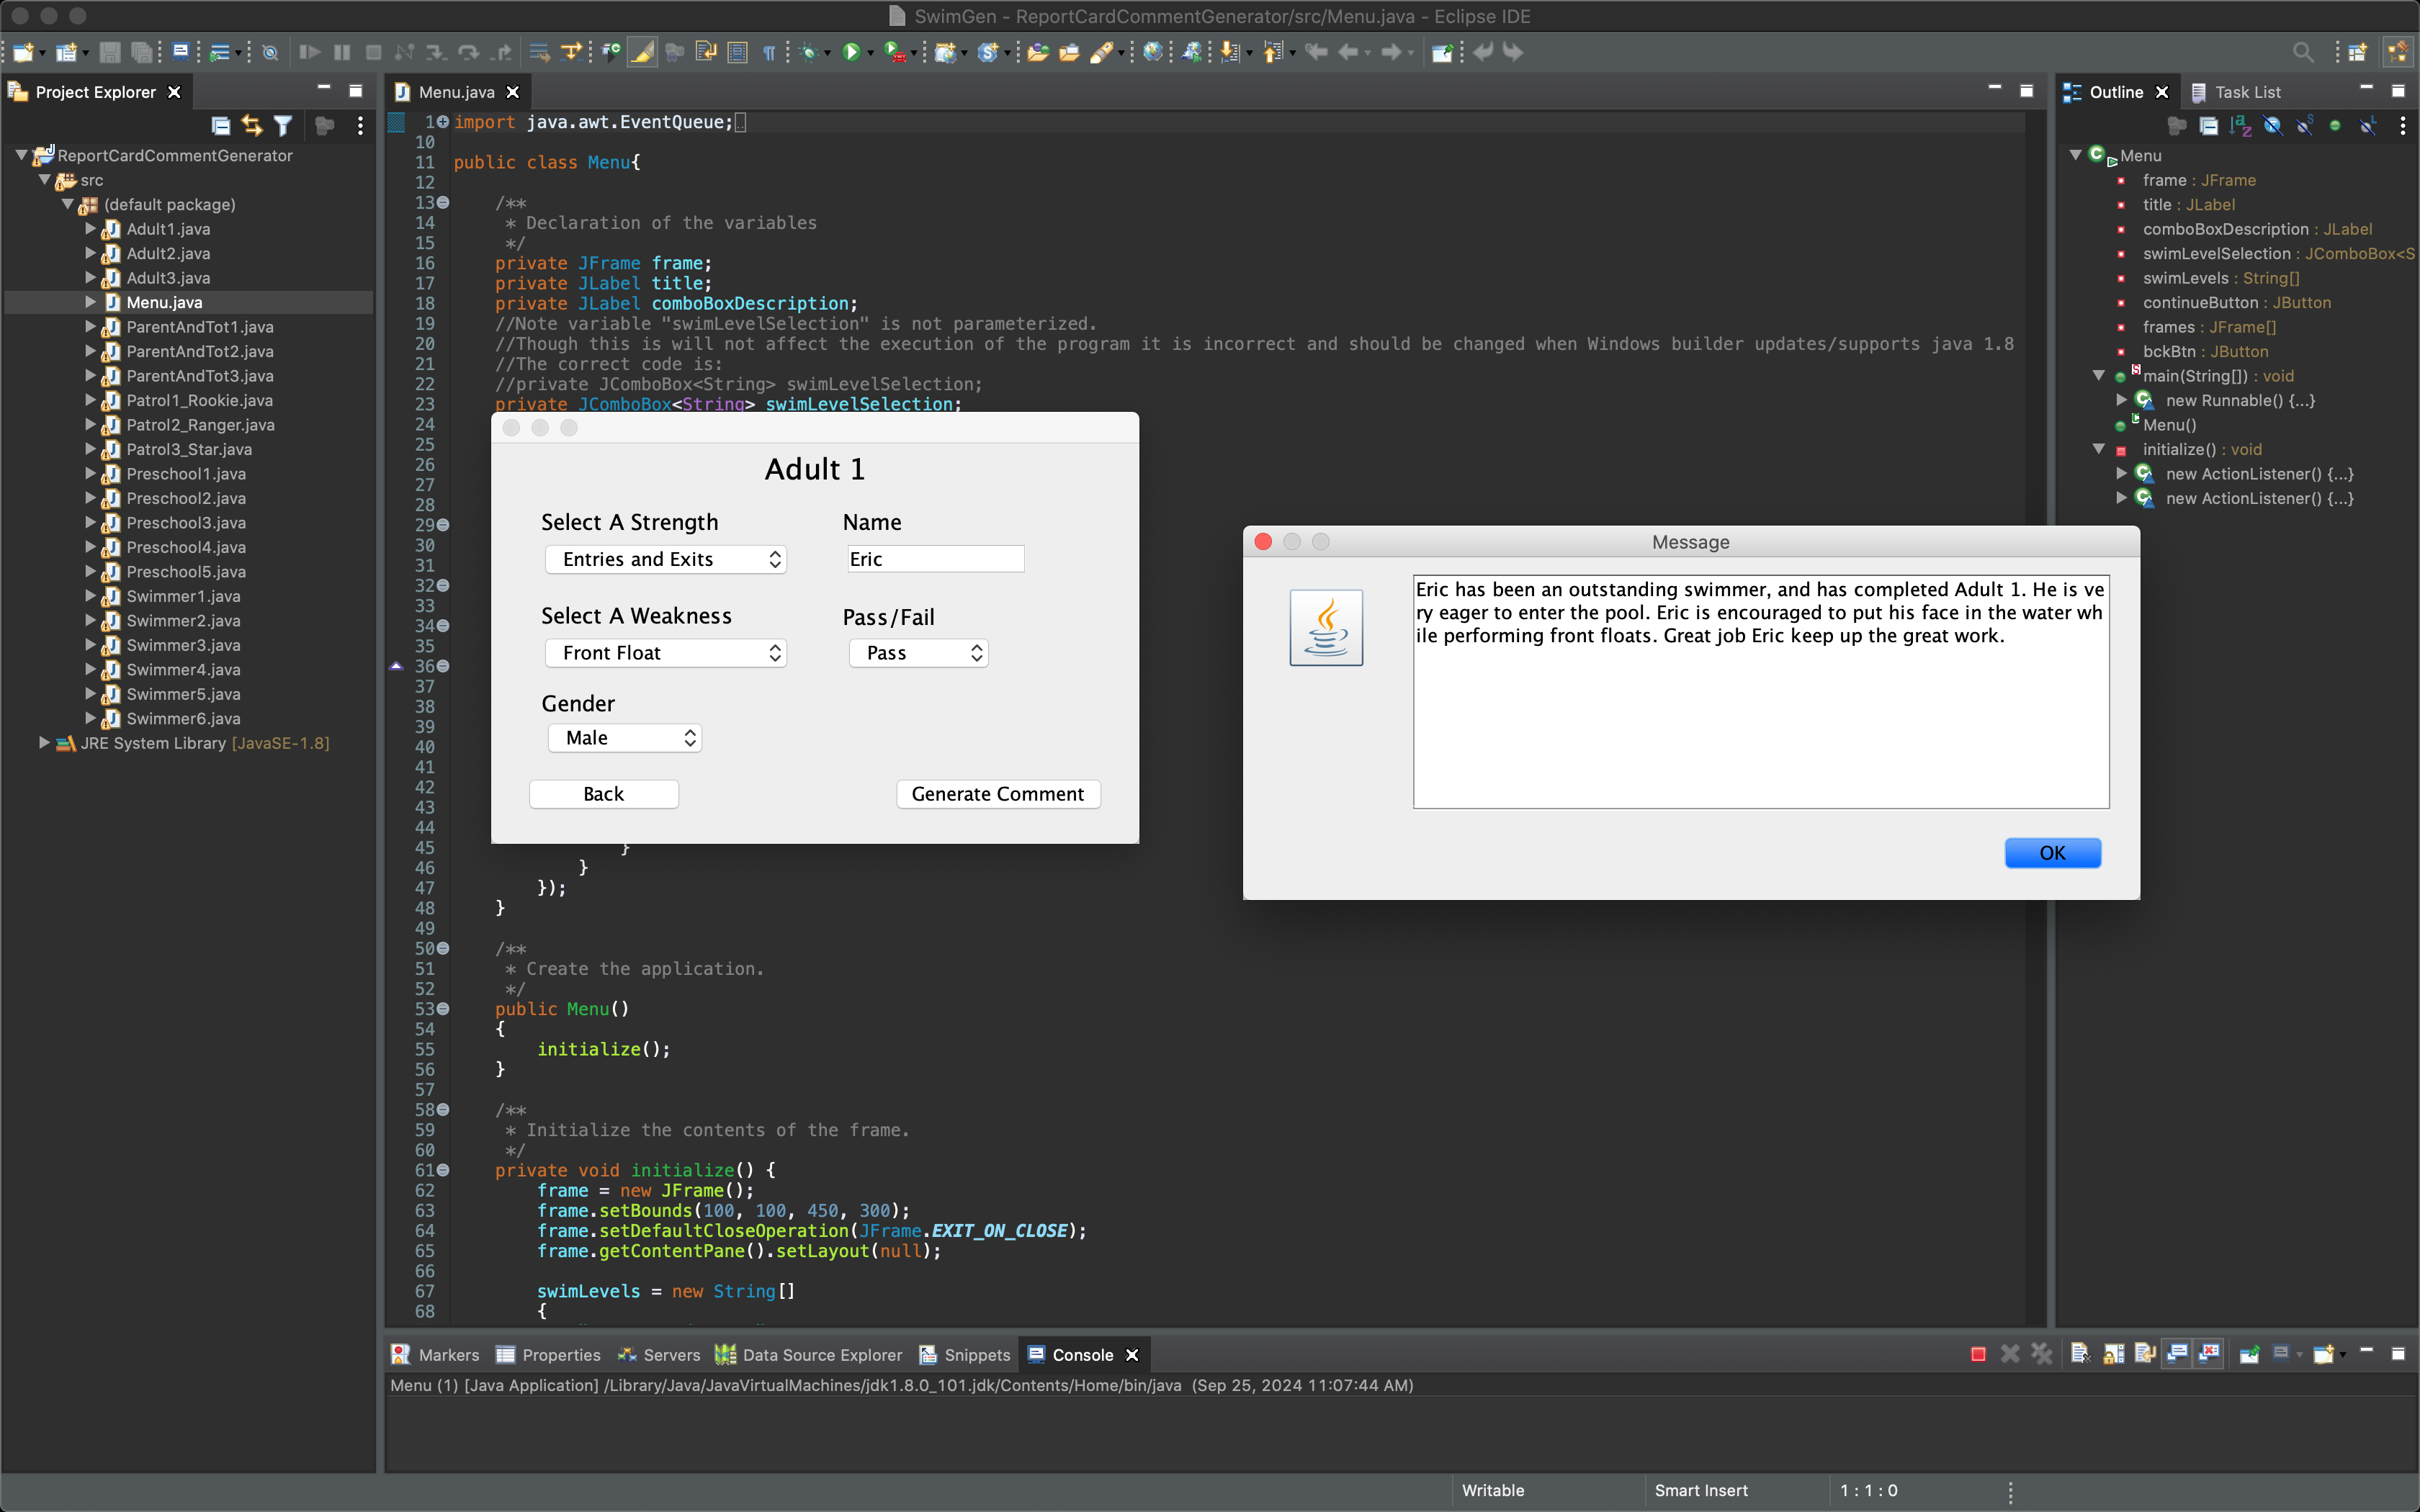 SwimGen - ReportCardCommentGenerator/src/Menu.java - Eclipse IDE
Project Explorer
ReportCardCommentGenerator
src
(default package)
Adult1.java
Adult2.java
Adult3.java
Menu.java
ParentAndTot1.java
ParentAndTot2.java
ParentAndTot3.java
Patrol1_Rookie.java
Patrol2_Ranger.java
Patrol3_Star.java
Preschool1.java
Preschool2.java
Preschool3.java
Preschool4.java
Preschool5.java
Swimmer1.java
Swimmer2.java
Swimmer3.java
Swimmer4.java
Swimmer5.java
Swimmer6.java
JRE System Library [JavaSE-1.8]
Menu.java
1 import java.awt.EventQueue;
10
11 public class Menu{
12
13 /**
14 * Declaration of the variables
15 */
16 private JFrame frame;
17 private JLabel title;
18 private JLabel comboBoxDescription;
19 //Note variable "swimLevelSelection" is not parameterized.
20 //Though this is will not affect the execution of the program it is incorrect and should be changed when Windows builder updates/supports java 1.8
21 //The correct code is:
22 //private JComboBox<String> swimLevelSelection;
23 private JComboBox<String> swimLevelSelection;
24
25
26
27
28
29
30
31
32
33
34
35
36
37
38
39
40
41
42
43
44
45 }
46 }
47 });
48 }
49
50 /**
51 * Create the application.
52 */
53 public Menu()
54 {
55 initialize();
56 }
57
58 /**
59 * Initialize the contents of the frame.
60 */
61 private void initialize() {
62 frame = new JFrame();
63 frame.setBounds(100, 100, 450, 300);
64 frame.setDefaultCloseOperation(JFrame.EXIT_ON_CLOSE);
65 frame.getContentPane().setLayout(null);
66
67 swimLevels = new String[]
68 {
Adult 1
Select A Strength
Entries and Exits
Name
Eric
Select A Weakness
Front Float
Pass/Fail
Pass
Gender
Male
Back
Generate Comment
Message
Eric has been an outstanding swimmer, and has completed Adult 1. He is ve
ry eager to enter the pool. Eric is encouraged to put his face in the water wh
ile performing front floats. Great job Eric keep up the great work.
OK
Outline
Task List
Menu
frame : JFrame
title : JLabel
comboBoxDescription : JLabel
swimLevelSelection : JComboBox<S
swimLevels : String[]
continueButton : JButton
frames : JFrame[]
bckBtn : JButton
main(String[]) : void
new Runnable() {...}
Menu()
initialize() : void
new ActionListener() {...}
new ActionListener() {...}
Markers
Properties
Servers
Data Source Explorer
Snippets
Console
Menu (1) [Java Application] /Library/Java/JavaVirtualMachines/jdk1.8.0_101.jdk/Contents/Home/bin/java (Sep 25, 2024 11:07:44 AM)
Writable
Smart Insert
1 : 1 : 0